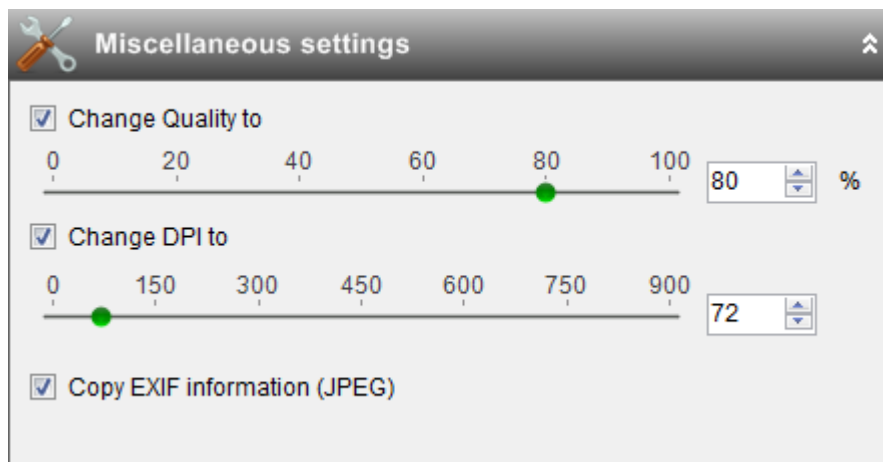 Miscellaneous settings
Change Quality to
0 20 40 60 80 100
80 %
Change DPI to
0 150 300 450 600 750 900
72
Copy EXIF information (JPEG)